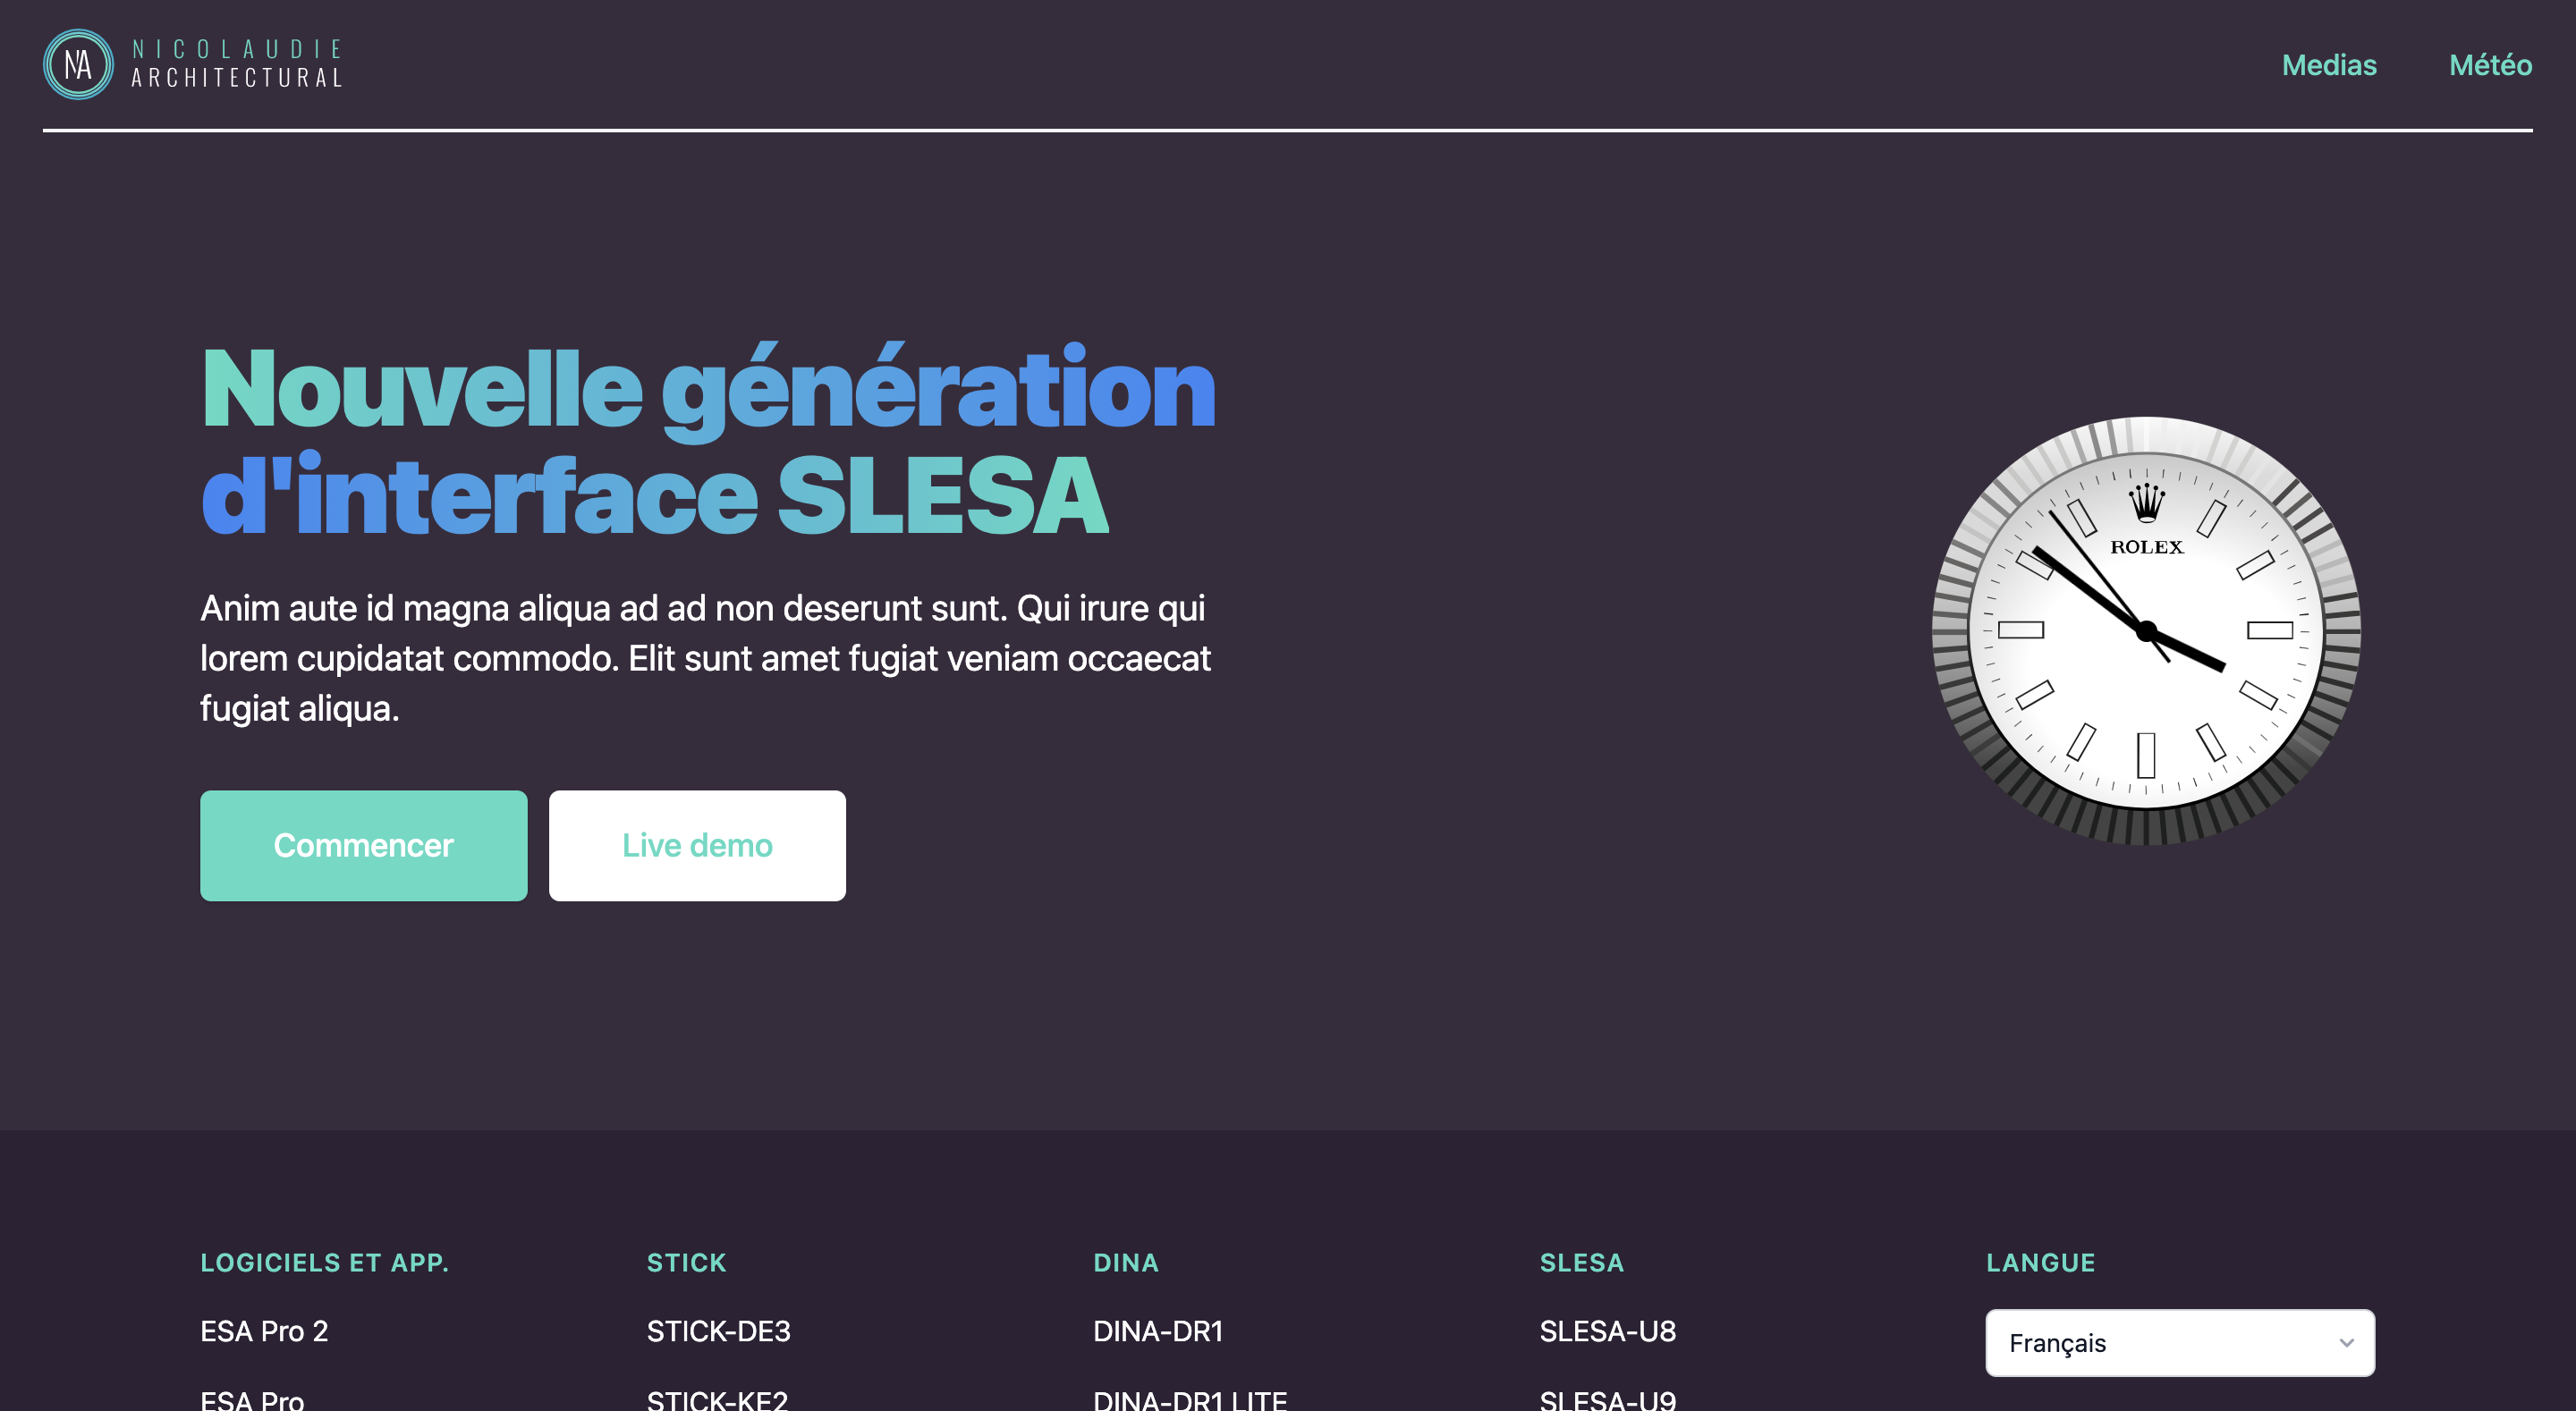 NA NICOLAUDIE
ARCHITECTURAL
Medias Météo
Nouvelle génération
d'interface SLESA
Anim aute id magna aliqua ad ad non deserunt sunt. Qui irure qui
lorem cupidatat commodo. Elit sunt amet fugiat veniam occaecat
fugiat aliqua.
Commencer Live demo
ROLEX
LOGICIELS ET APP. STICK DINA SLESA LANGUE
ESA Pro 2 STICK-DE3 DINA-DR1 SLESA-U8 Français
ESA Pro STICK-KE2 DINA-DR1 LITE SLESA-U9